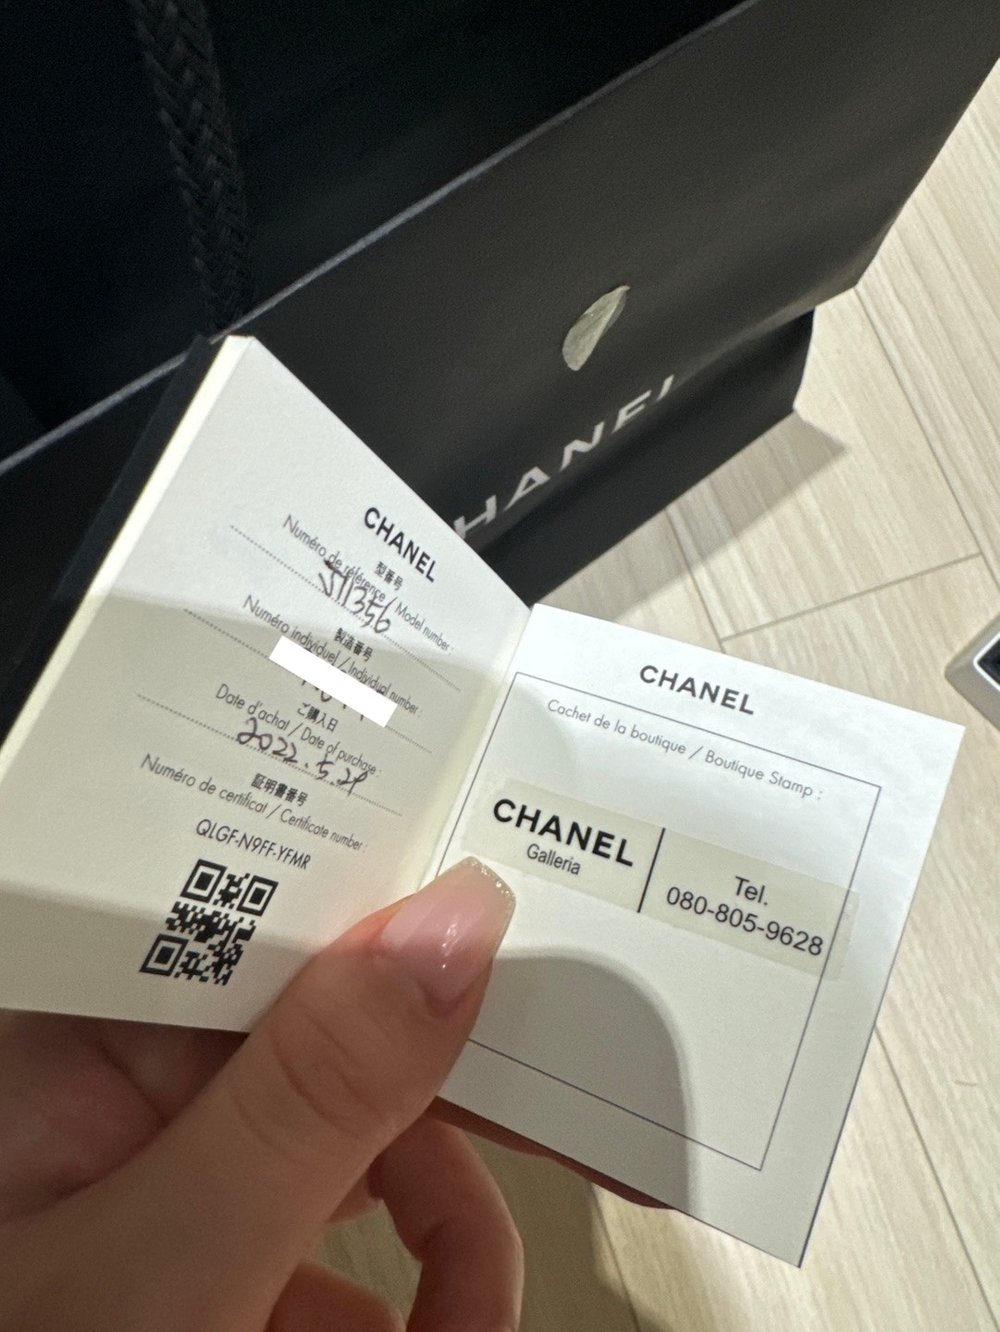 HANEL
CHANEL
型番号
Numéro de référence / Model number :
J11356
製造番号
Numéro individuel / Individual number :
ご購入日
Date d'achat / Date of purchase :
2022.5.29
証明書番号
Numéro de certificat / Certificate number :
QLGF-N9FF-YFMR
CHANEL
Cachet de la boutique / Boutique Stamp :
CHANEL
Galleria
Tel.
080-805-9628